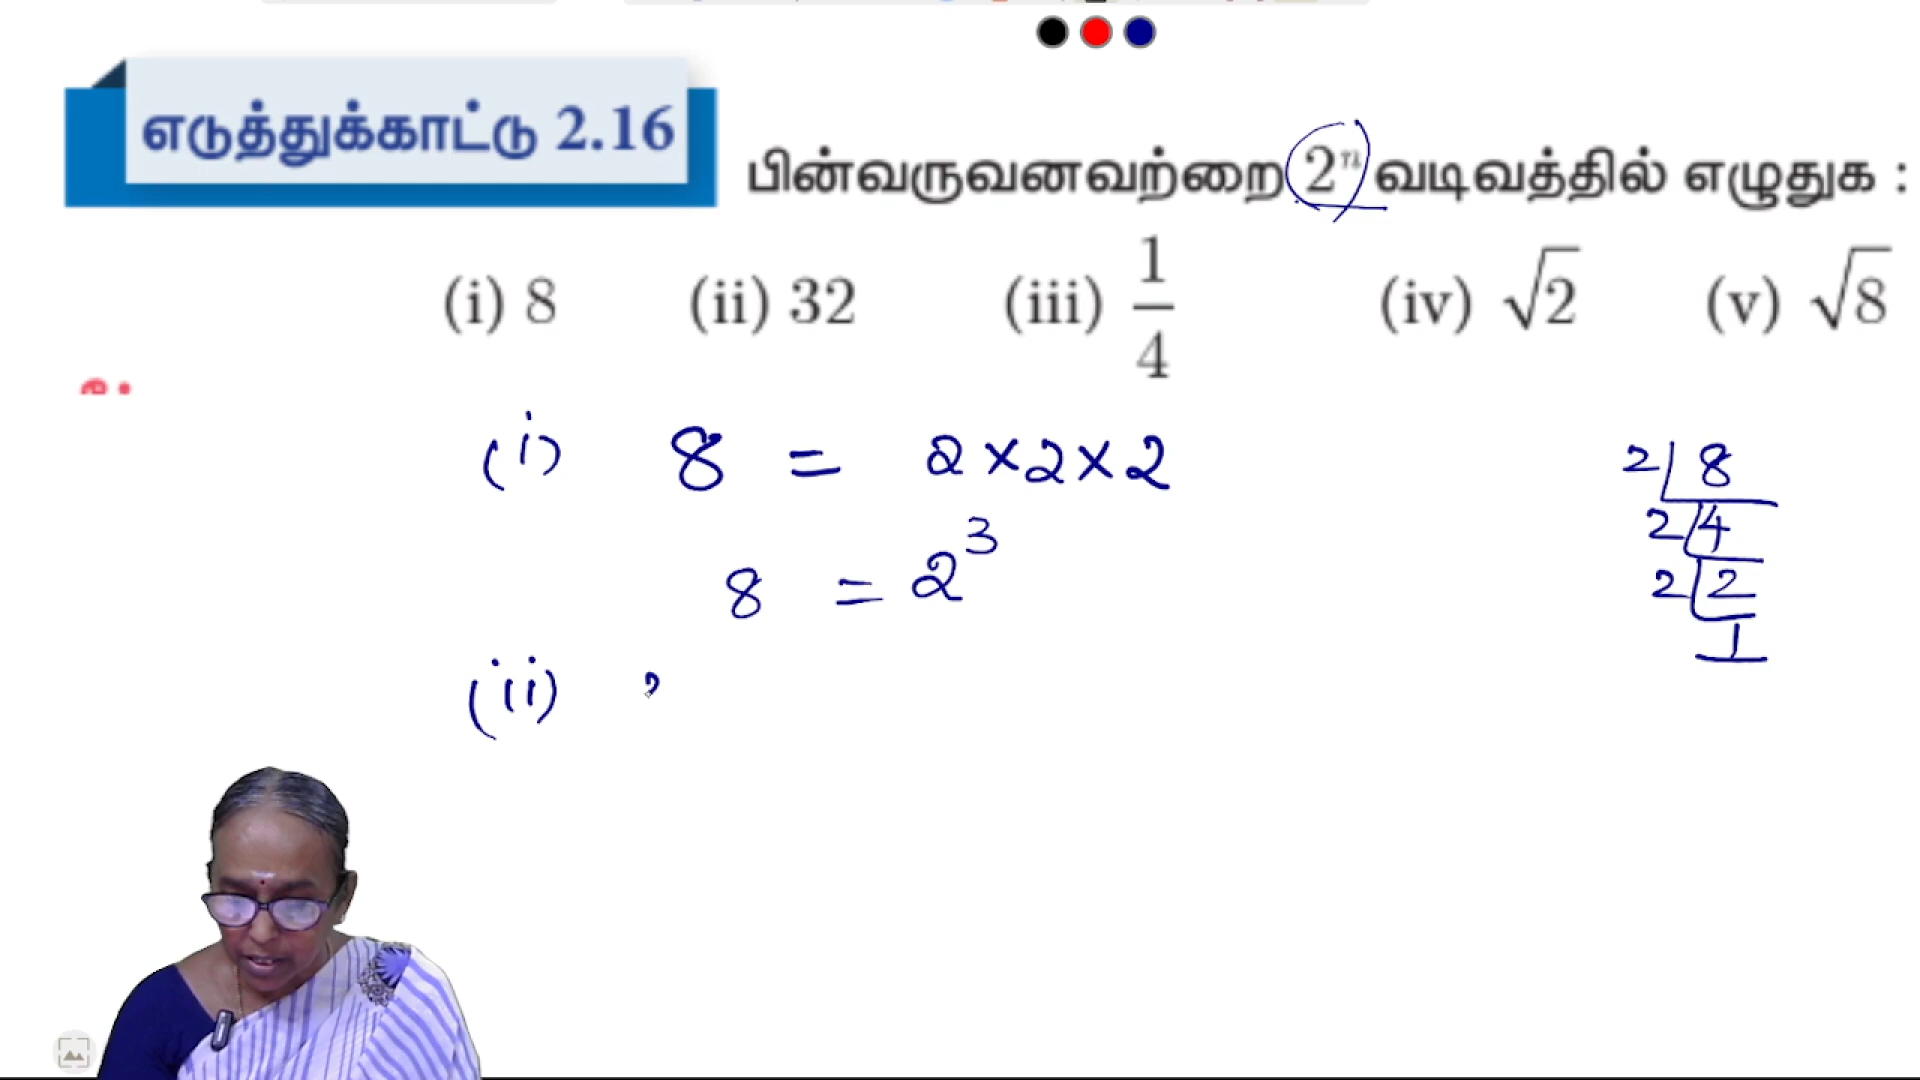 எடுத்துக்காட்டு 2.16
பின்வருவனவற்றை 2ⁿ வடிவத்தில் எழுதுக :
(i) 8 (ii) 32 (iii) 1/4 (iv) √2 (v) √8
(i) 8 = 2 × 2 × 2
8 = 2³
(ii)
2 | 8
2 | 4
2 | 2
1